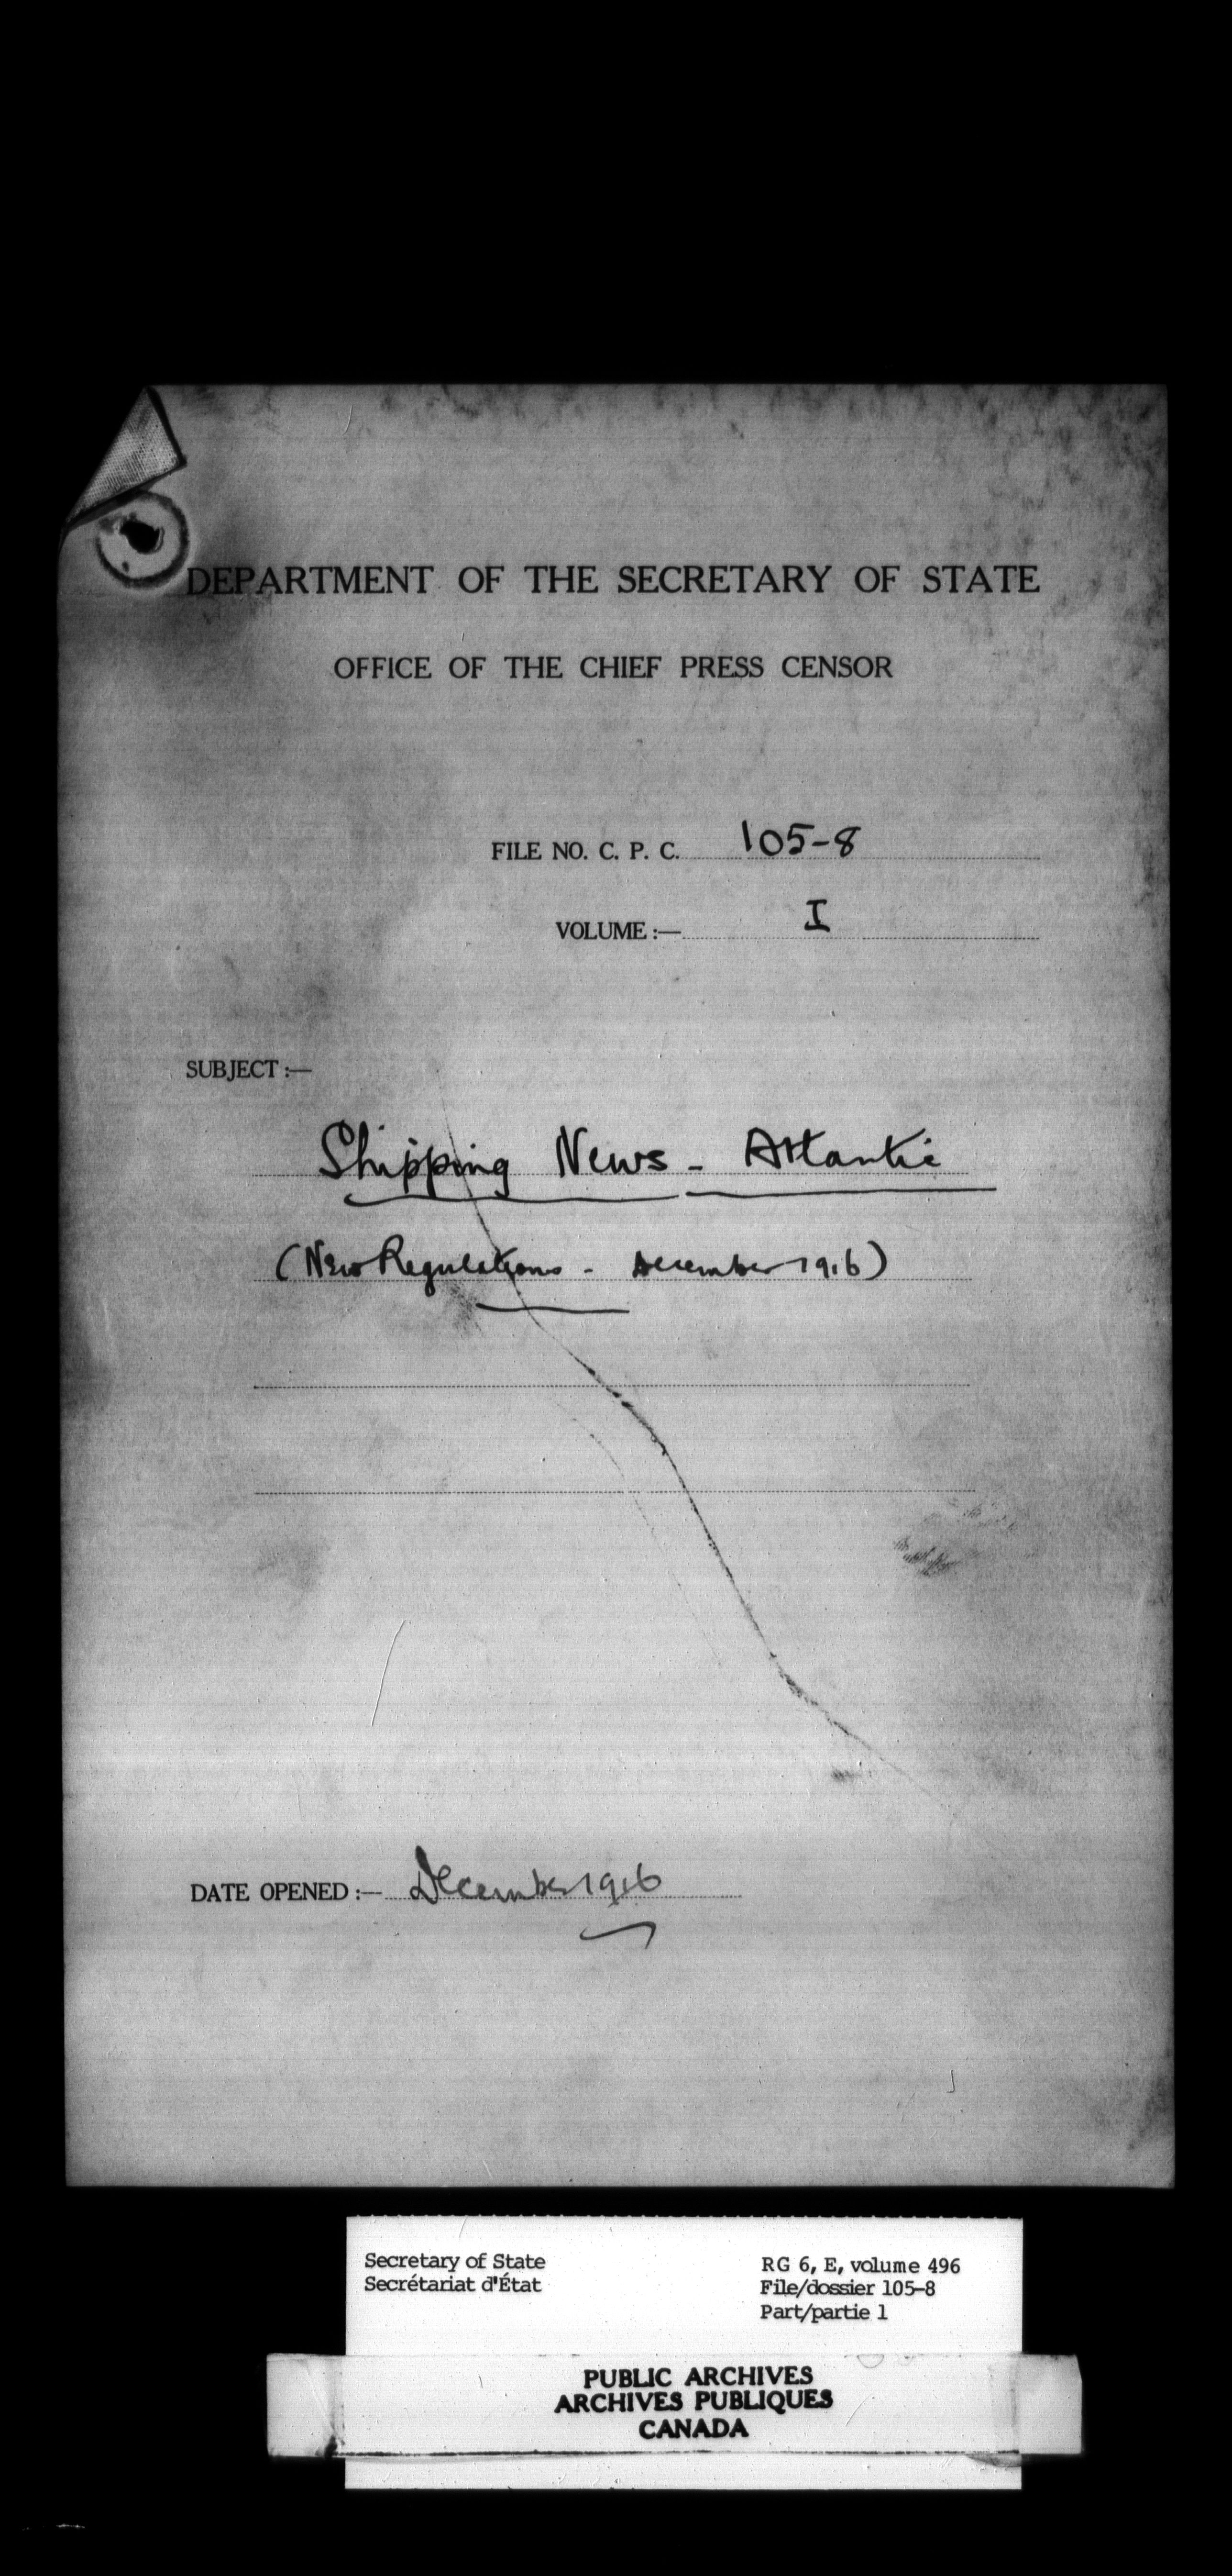 DEPARTMENT OF THE SECRETARY OF STATE
OFFICE OF THE CHIEF PRESS CENSOR
FILE NO. C. P. C. 105-8
VOLUME :— I
SUBJECT :—
Shipping News - Atlantic
(New Regulations - December 1916)
DATE OPENED :— December 1916
Secretary of State
Secrétariat d'État
RG 6, E, volume 496
File/dossier 105-8
Part/partie 1
PUBLIC ARCHIVES
ARCHIVES PUBLIQUES
CANADA